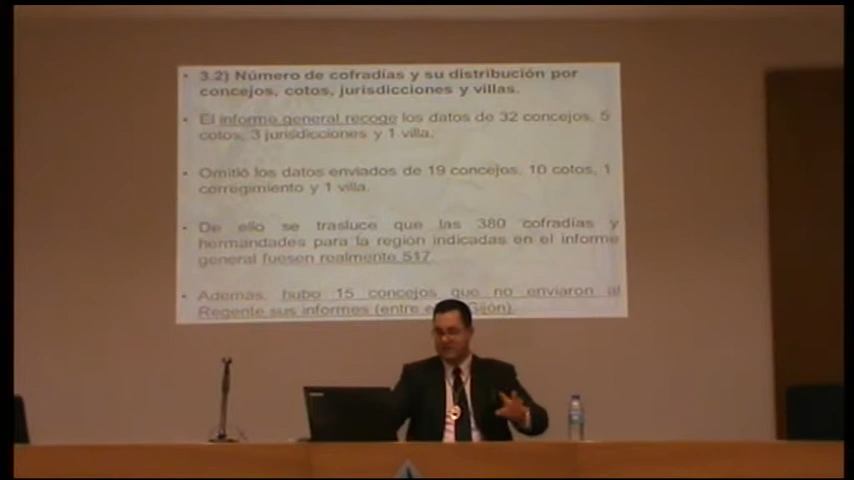 • 3.2) Número de cofradías y su distribución por
concejos, cotos, jurisdicciones y villas.
• El informe general recoge los datos de 32 concejos, 5
cotos, 3 jurisdicciones y 1 villa.
• Omitió los datos enviados de 19 concejos, 10 cotos, 1
corregimiento y 1 villa.
• De ello se trasluce que las 380 cofradías y
hermandades para la región indicadas en el informe
general fuesen realmente 517.
• Además, hubo 15 concejos que no enviaron al
Regente sus informes (entre Gijón).